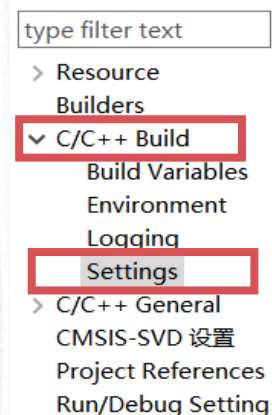 type filter text
Resource
Builders
C/C++ Build
Build Variables
Environment
Logging
Settings
C/C++ General
CMSIS-SVD 设置
Project References
Run/Debug Setting